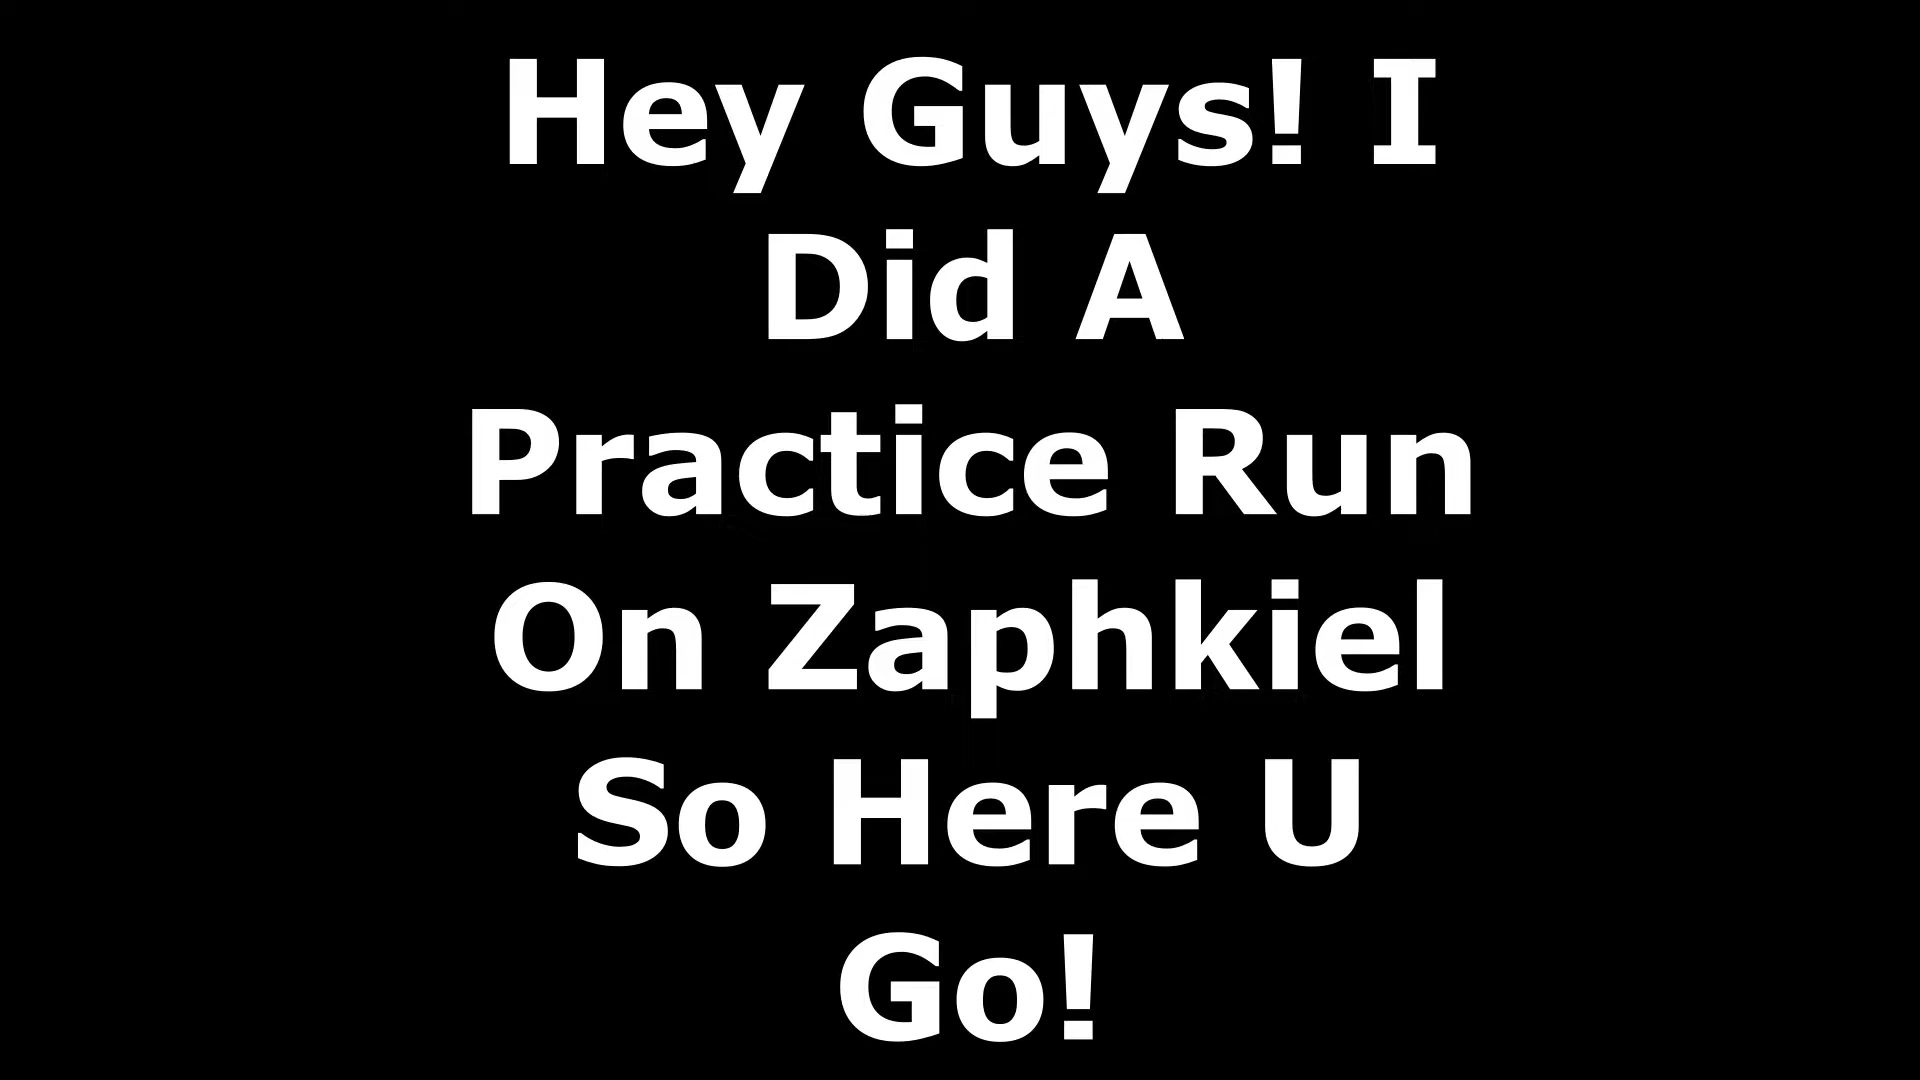 Hey Guys! I
Did A
Practice Run
On Zaphkiel
So Here U
Go!